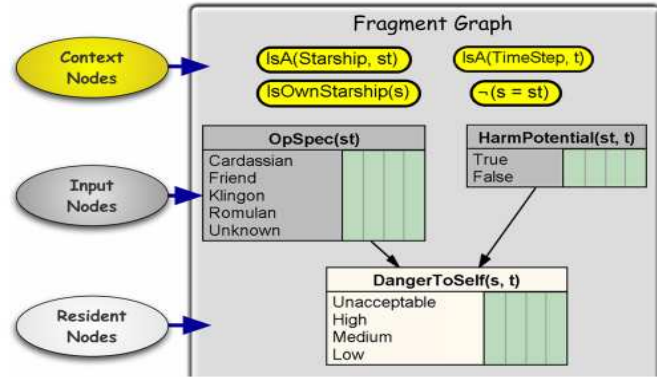 Fragment Graph
Context
Nodes
IsA(Starship, st)
IsA(TimeStep, t)
IsOwnStarship(s)
¬(s = st)
Input
Nodes
OpSpec(st)
Cardassian
Friend
Klingon
Romulan
Unknown
HarmPotential(st, t)
True
False
Resident
Nodes
DangerToSelf(s, t)
Unacceptable
High
Medium
Low